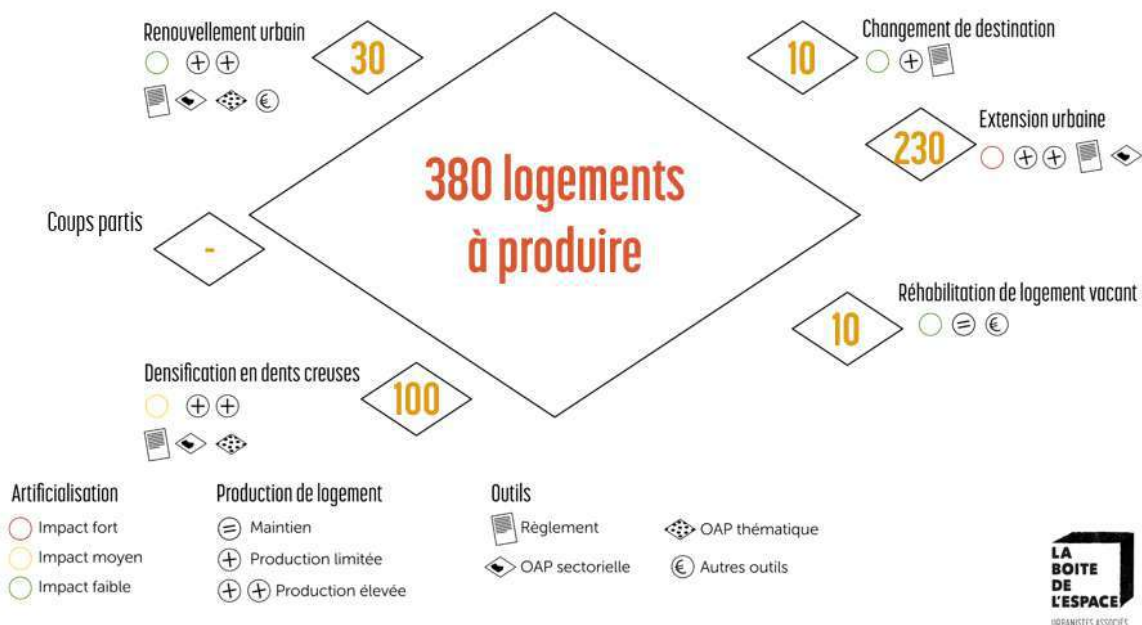 Renouvellement urbain
30
10
Changement de destination
230
Extension urbaine
380 logements
à produire
Coups partis
-
Réhabilitation de logement vacant
10
Densification en dents creuses
100
Artificialisation
Impact fort
Impact moyen
Impact faible
Production de logement
= Maintien
+ Production limitée
+ + Production élevée
Outils
Règlement
OAP sectorielle
OAP thématique
€ Autres outils
LA
BOITE
DE
L'ESPACE
URBANISTES ASSOCIÉS